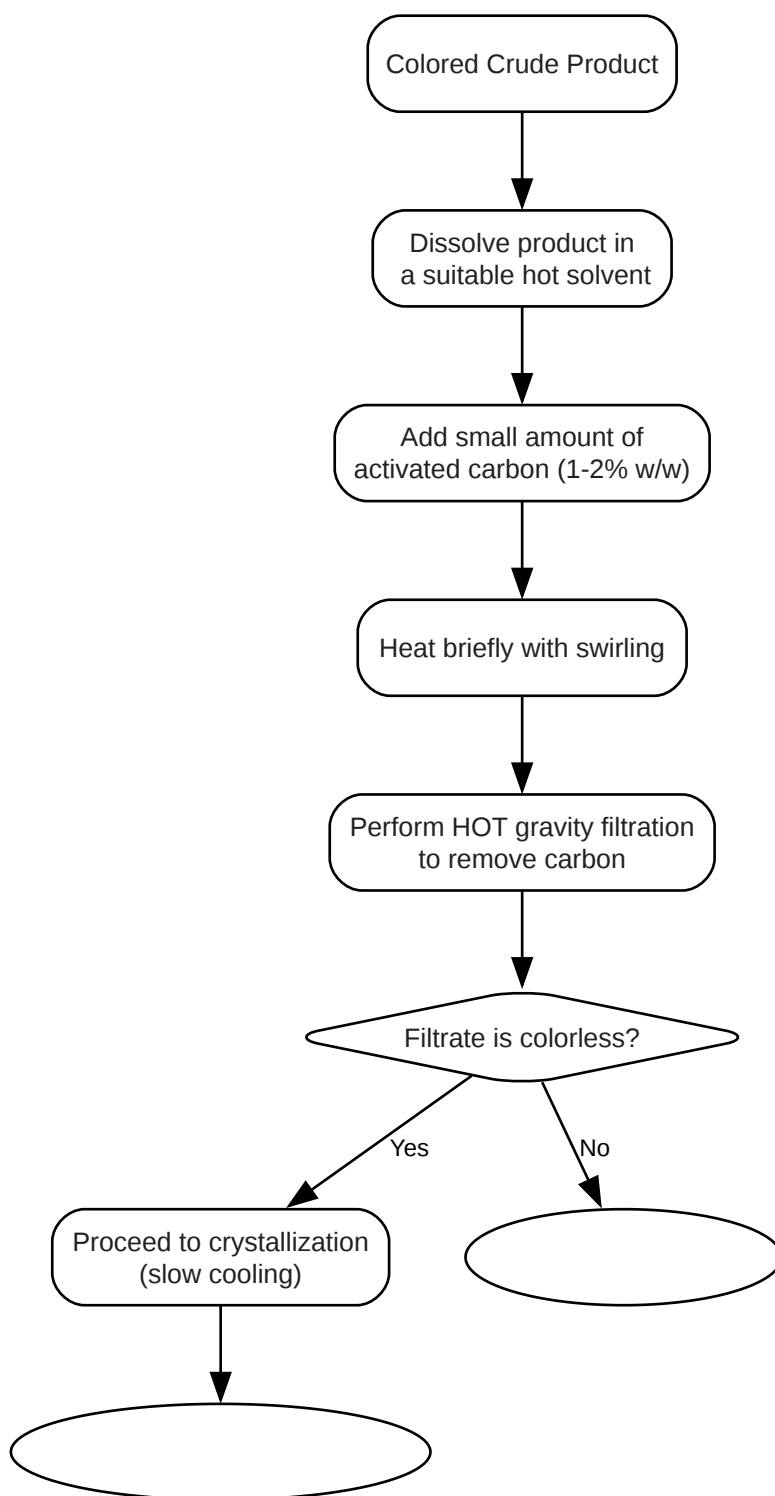 Colored Crude Product
Dissolve product in
a suitable hot solvent
Add small amount of
activated carbon (1-2% w/w)
Heat briefly with swirling
Perform HOT gravity filtration
to remove carbon
Filtrate is colorless?
Yes
No
Proceed to crystallization
(slow cooling)